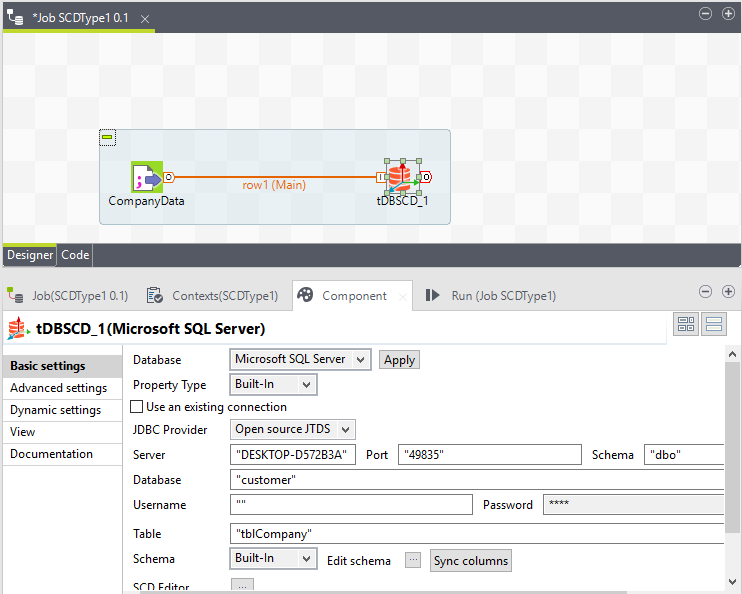 *Job SCDType1 0.1
row1 (Main)
CompanyData
tDBSCD_1
Designer Code
Job(SCDType1 0.1) Contexts(SCDType1) Component Run (Job SCDType1)
tDBSCD_1(Microsoft SQL Server)
Basic settings
Advanced settings
Dynamic settings
View
Documentation
Database Microsoft SQL Server Apply
Property Type Built-In
Use an existing connection
JDBC Provider Open source JTDS
Server "DESKTOP-D572B3A" Port "49835" Schema "dbo"
Database "customer"
Username "" Password ****
Table "tblCompany"
Schema Built-In Edit schema ... Sync columns
SCD Editor ...